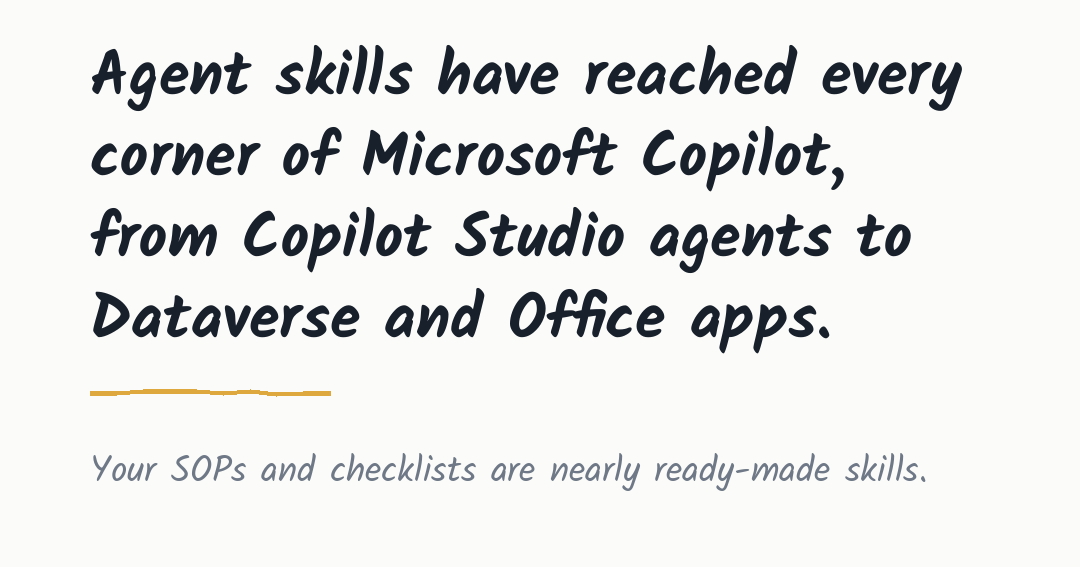 Agent skills have reached every
corner of Microsoft Copilot,
from Copilot Studio agents to
Dataverse and Office apps.
Your SOPs and checklists are nearly ready-made skills.